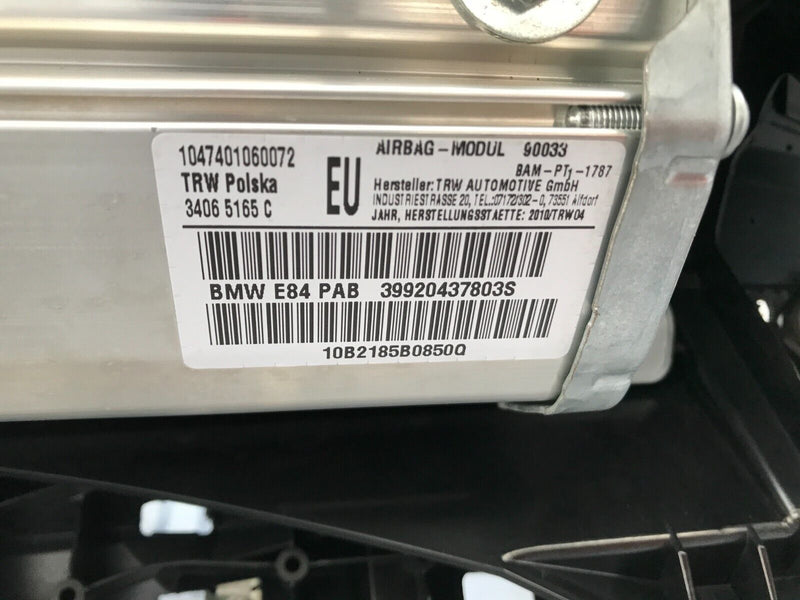 1047401060072
TRW Polska
3406 5165 C
EU
AIRBAG-MODUL 90033
BAM-PT1-1787
Hersteller: TRW AUTOMOTIVE GmbH
INDUSTRIESTRASSE 20, TEL.:07172/302-0, 73551 Alfdorf
JAHR, HERSTELLUNGSSTAETTE: 2010/TRW04
BMW E84 PAB 39920437803S
10B2185B0850Q